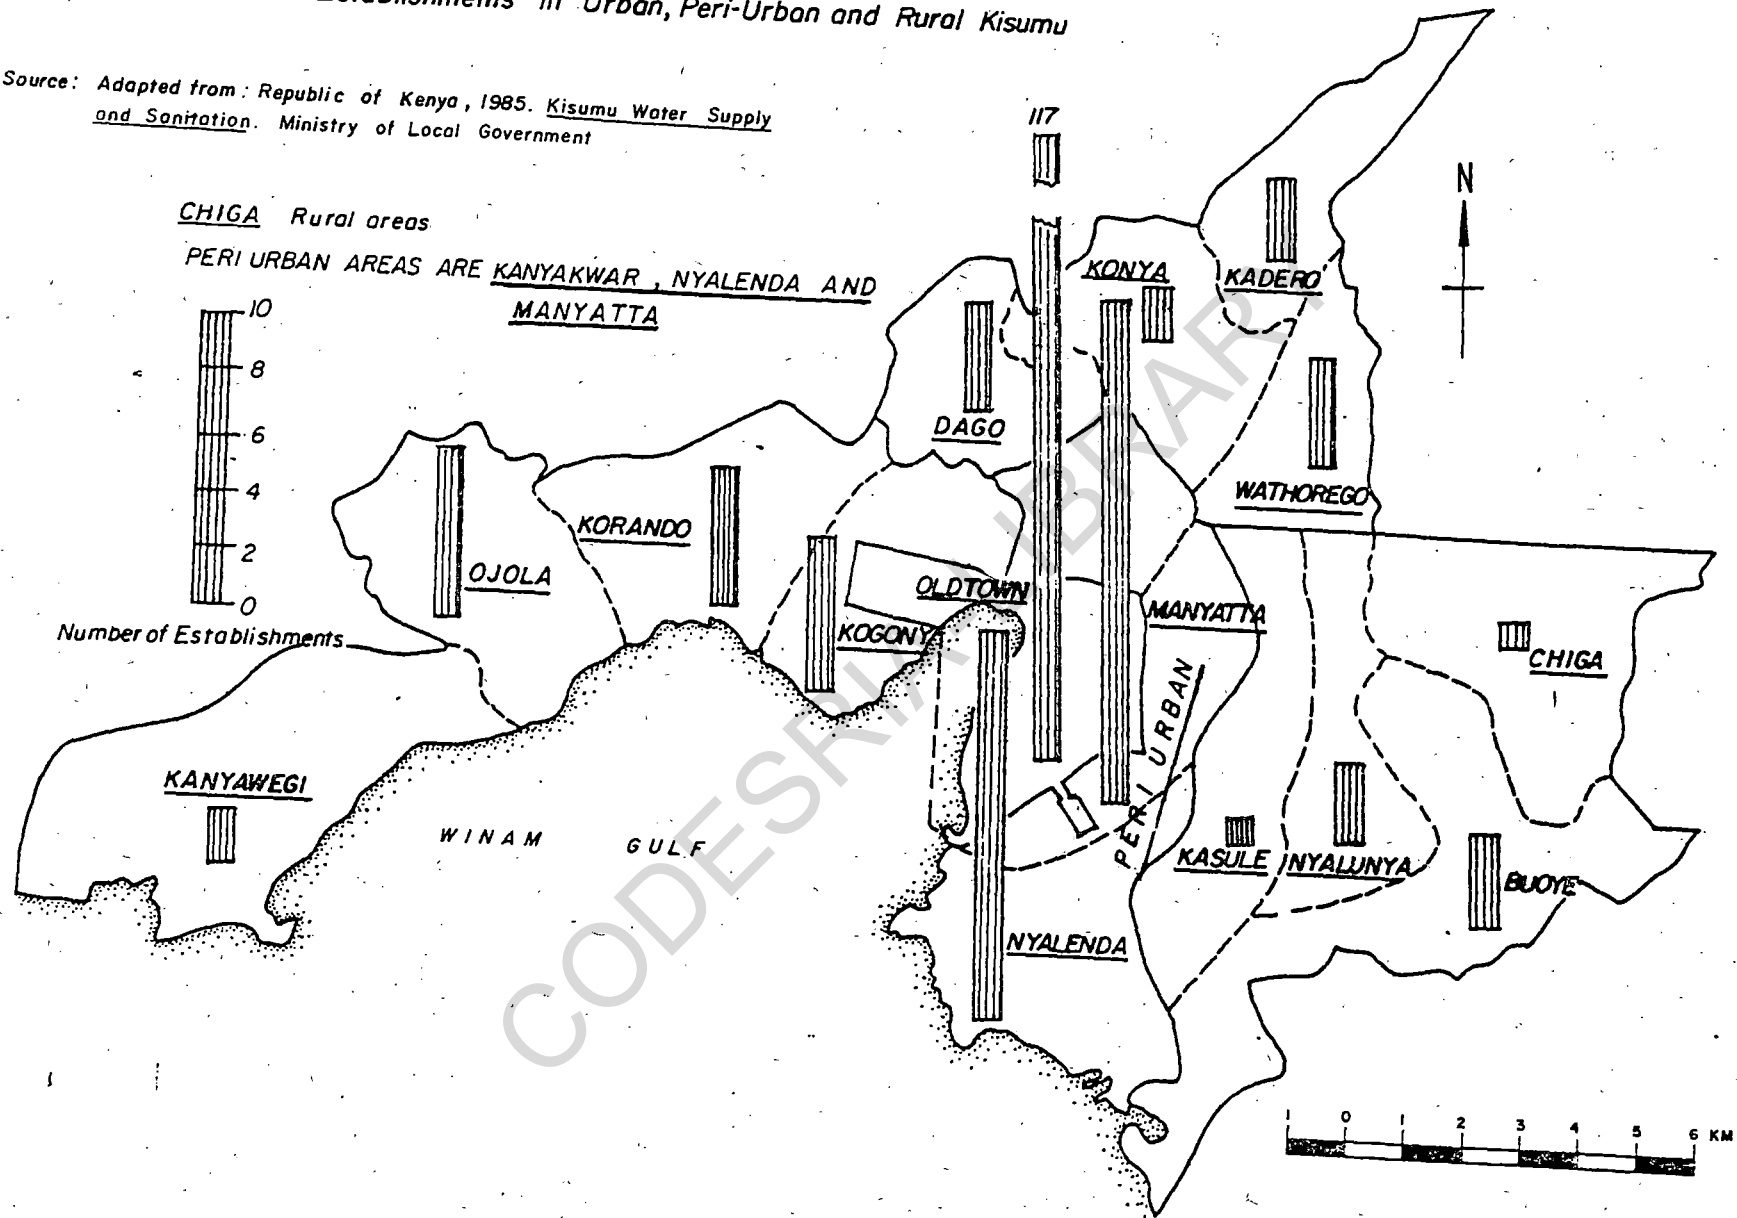 Establishments in Urban, Peri-Urban and Rural Kisumu
Source: Adapted from: Republic of Kenya, 1985. Kisumu Water Supply
and Sanitation. Ministry of Local Government
117
N
CHIGA Rural areas
PERI URBAN AREAS ARE KANYAKWAR, NYALENDA AND
MANYATTA
10
8
6
4
2
0
Number of Establishments
KONYA
KADERO
DAGO
WATHOREGO
KORANDO
OJOLA
OLDTOWN
MANYATTA
KOGONY
CHIGA
PERI URBAN
KANYAWEGI
WINAM GULF
KASULE
NYALUNYA
BUOYE
NYALENDA
1 0 1 2 3 4 5 6 KM
CODESRIA - LIBRARY